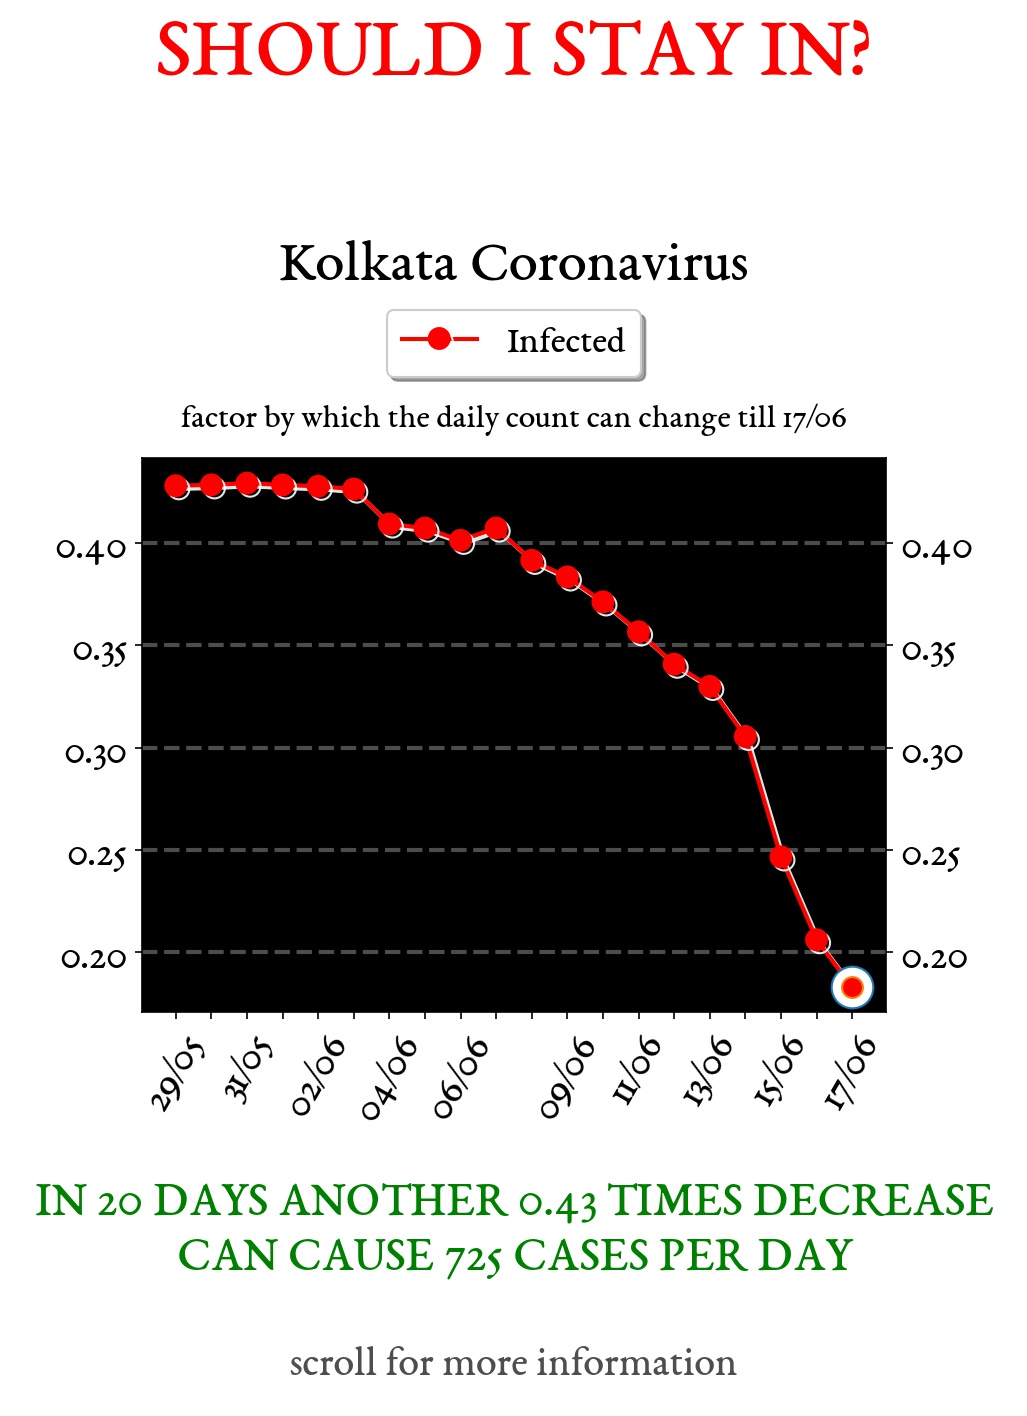 SHOULD I STAY IN?
Kolkata Coronavirus
Infected
factor by which the daily count can change till 17/06
0.40 0.40
0.35 0.35
0.30 0.30
0.25 0.25
0.20 0.20
29/05 31/05 02/06 04/06 06/06 09/06 11/06 13/06 15/06 17/06
IN 20 DAYS ANOTHER 0.43 TIMES DECREASE
CAN CAUSE 725 CASES PER DAY
scroll for more information